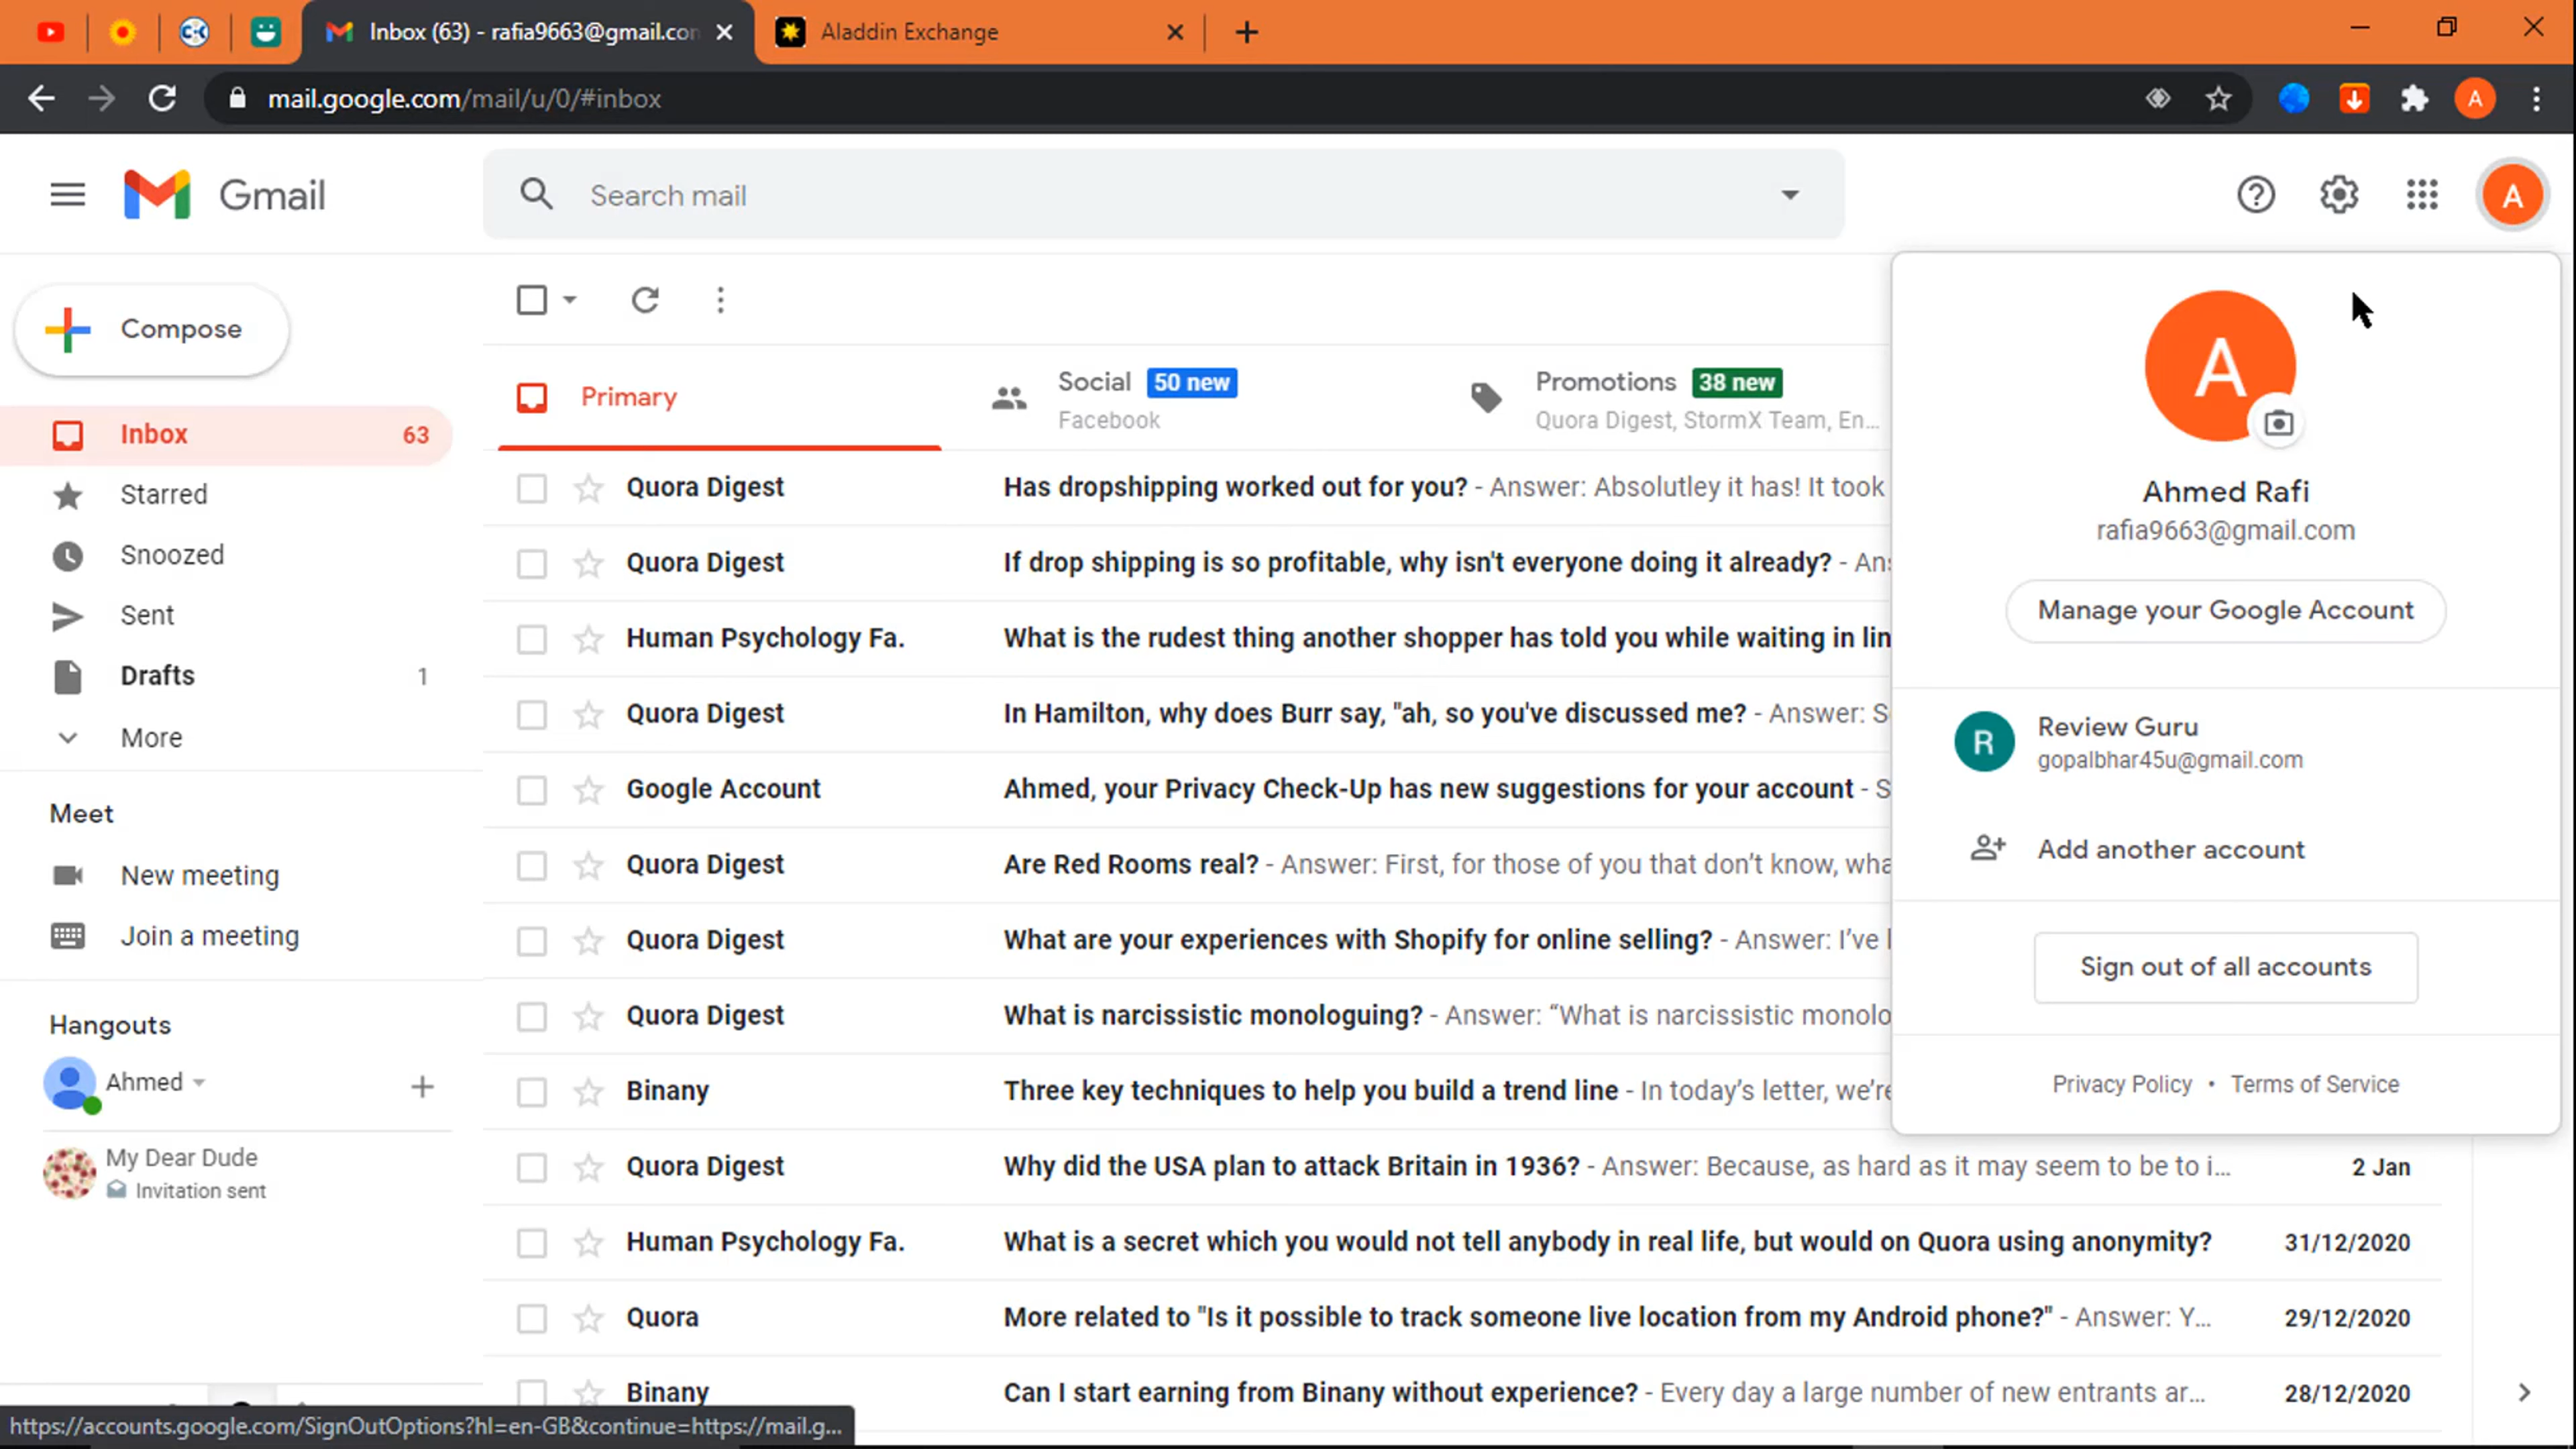 Inbox (63) - rafia9663@gmail.con
Aladdin Exchange
mail.google.com/mail/u/0/#inbox
A
Gmail
Search mail
A
Compose
Inbox 63
Starred
Snoozed
Sent
Drafts 1
More
Meet
New meeting
Join a meeting
Hangouts
Ahmed
My Dear Dude
Invitation sent
Primary
Social 50 new
Facebook
Promotions 38 new
Quora Digest, StormX Team, En...
Quora Digest Has dropshipping worked out for you? - Answer: Absolutley it has! It took
Quora Digest If drop shipping is so profitable, why isn't everyone doing it already? - Ans
Human Psychology Fa. What is the rudest thing another shopper has told you while waiting in lin
Quora Digest In Hamilton, why does Burr say, "ah, so you've discussed me? - Answer: S
Google Account Ahmed, your Privacy Check-Up has new suggestions for your account - S
Quora Digest Are Red Rooms real? - Answer: First, for those of you that don’t know, wha
Quora Digest What are your experiences with Shopify for online selling? - Answer: I’ve
Quora Digest What is narcissistic monologuing? - Answer: “What is narcissistic monolo
Binany Three key techniques to help you build a trend line - In today’s letter, we’re
Quora Digest Why did the USA plan to attack Britain in 1936? - Answer: Because, as hard as it may seem to be to i... 2 Jan
Human Psychology Fa. What is a secret which you would not tell anybody in real life, but would on Quora using anonymity? 31/12/2020
Quora More related to "Is it possible to track someone live location from my Android phone?" - Answer: Y... 29/12/2020
Binany Can I start earning from Binany without experience? - Every day a large number of new entrants ar... 28/12/2020
A
Ahmed Rafi
rafia9663@gmail.com
Manage your Google Account
R
Review Guru
gopalbhar45u@gmail.com
Add another account
Sign out of all accounts
Privacy Policy • Terms of Service
https://accounts.google.com/SignOutOptions?hl=en-GB&continue=https://mail.g...